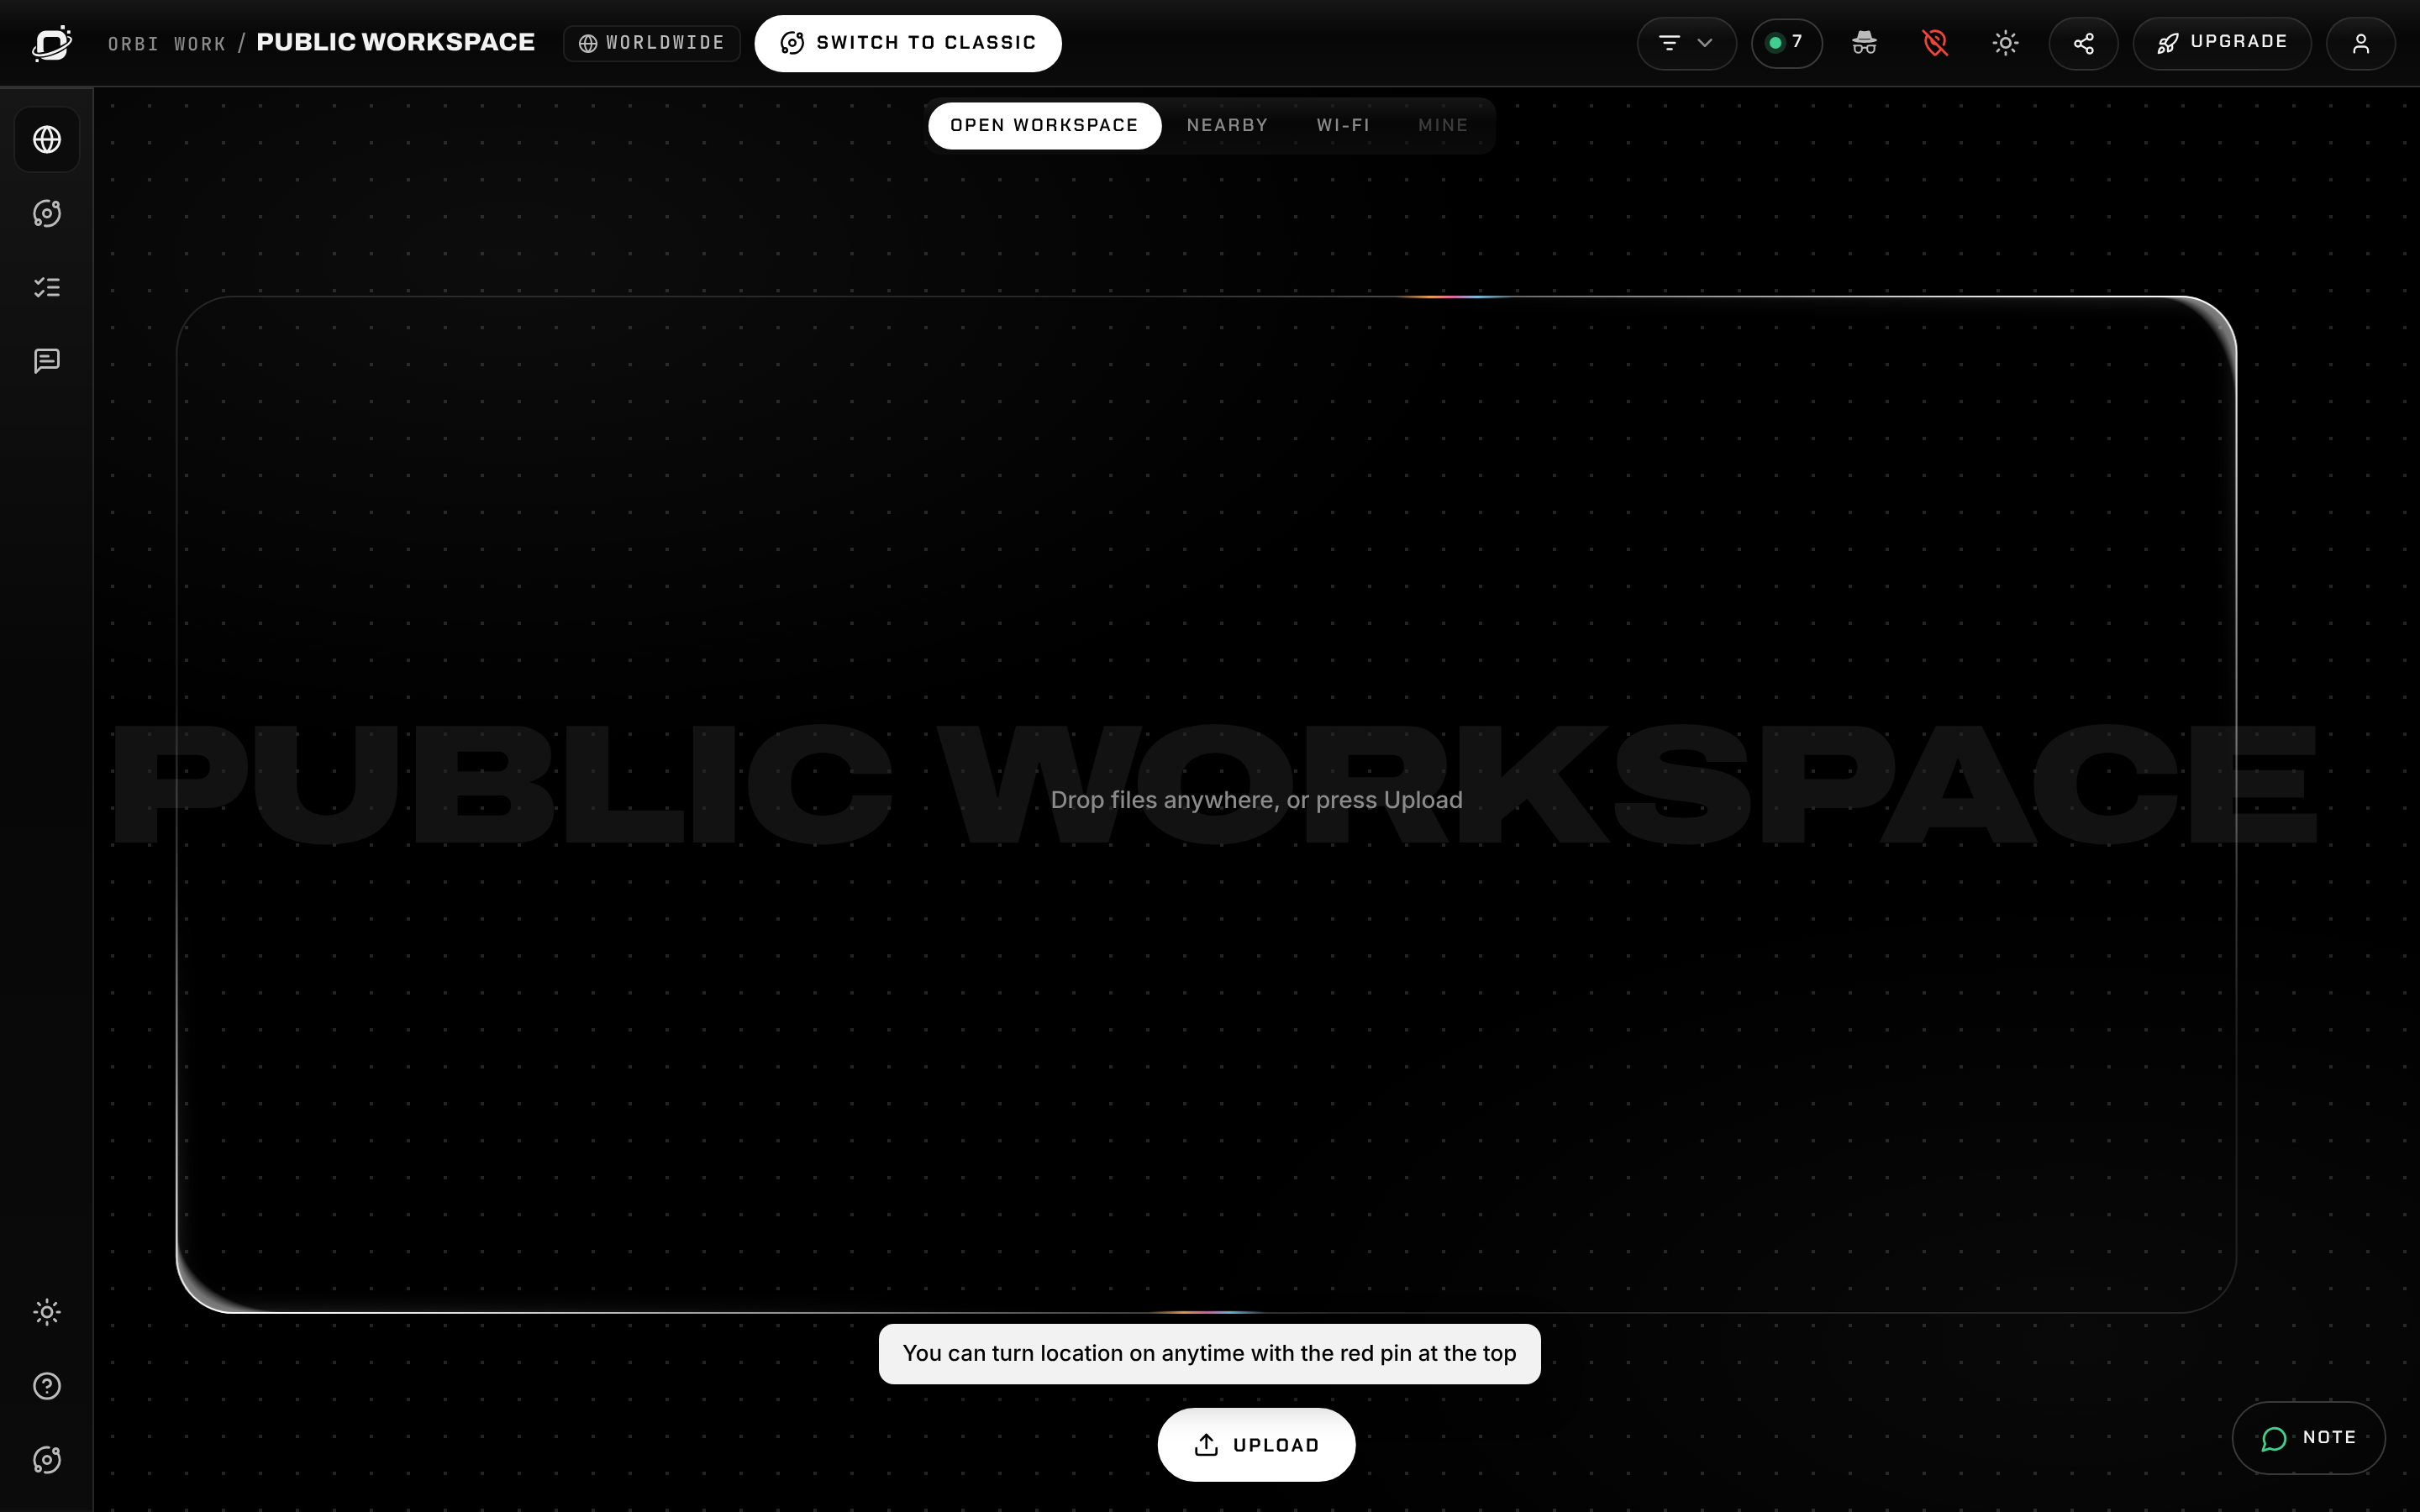 ORBI WORK / PUBLIC WORKSPACE
WORLDWIDE
SWITCH TO CLASSIC
7
UPGRADE
OPEN WORKSPACE
NEARBY
WI-FI
MINE
PUBLIC WORKSPACE
Drop files anywhere, or press Upload
You can turn location on anytime with the red pin at the top
UPLOAD
NOTE